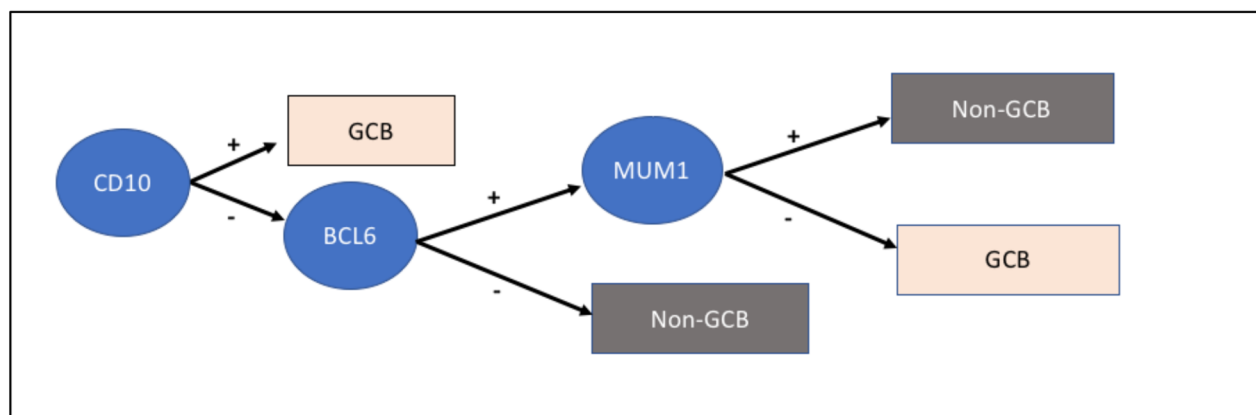 CD10
+
-
GCB
BCL6
+
-
MUM1
Non-GCB
+
-
Non-GCB
GCB